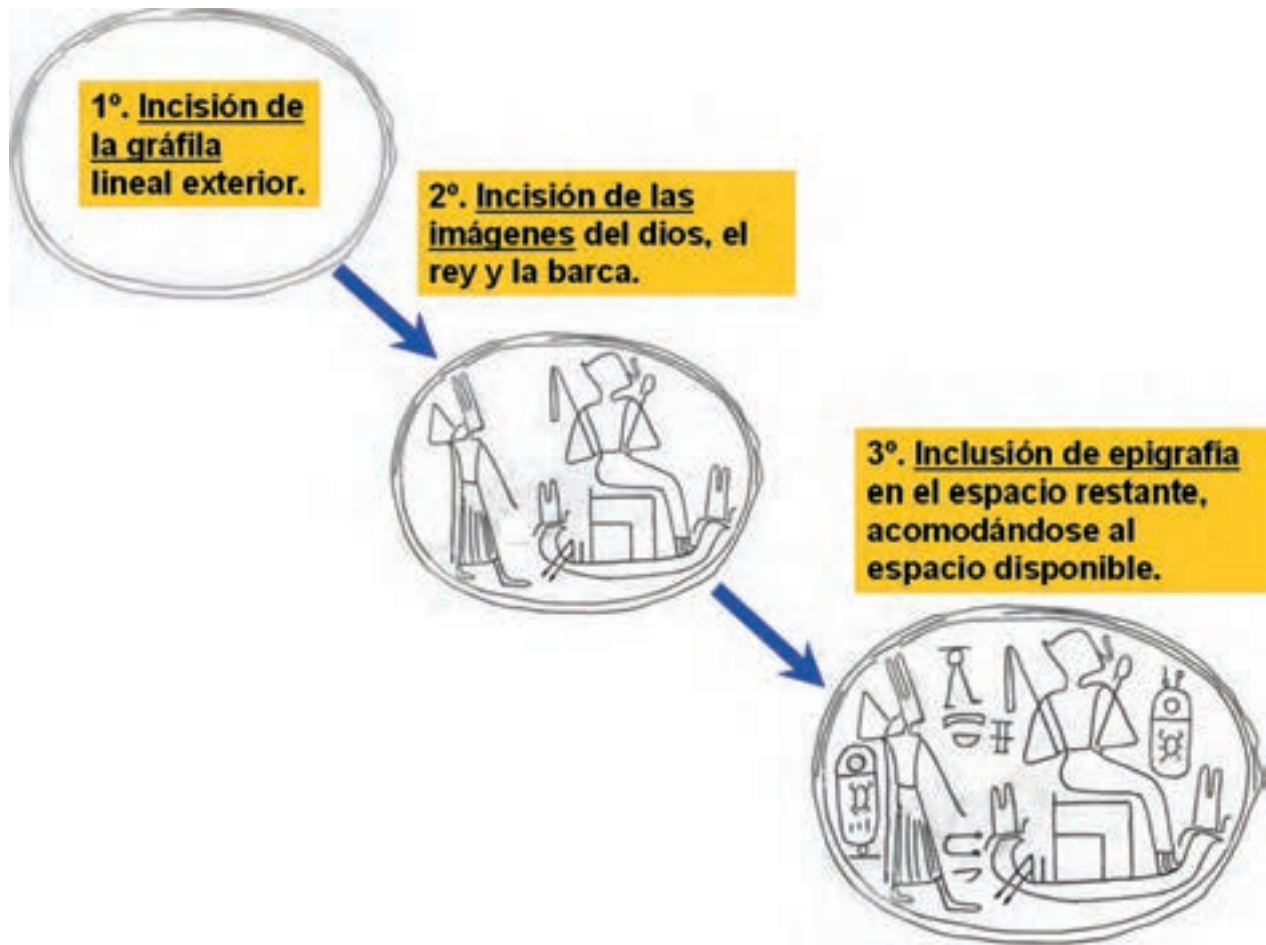 1º. Incisión de
la gráfila
lineal exterior.
2º. Incisión de las
imágenes del dios, el
rey y la barca.
3º. Inclusión de epigrafía
en el espacio restante,
acomodándose al
espacio disponible.